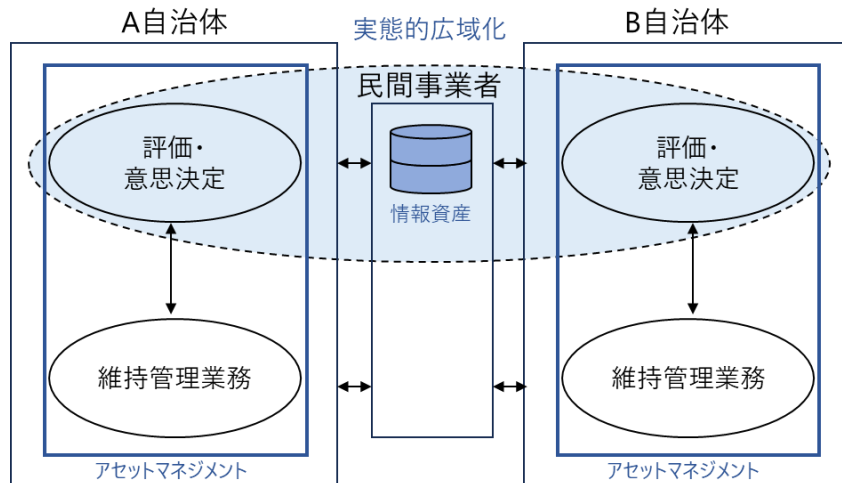 A自治体
実態的広域化
B自治体
民間事業者
評価・
意思決定
情報資産
評価・
意思決定
維持管理業務
維持管理業務
アセットマネジメント
アセットマネジメント